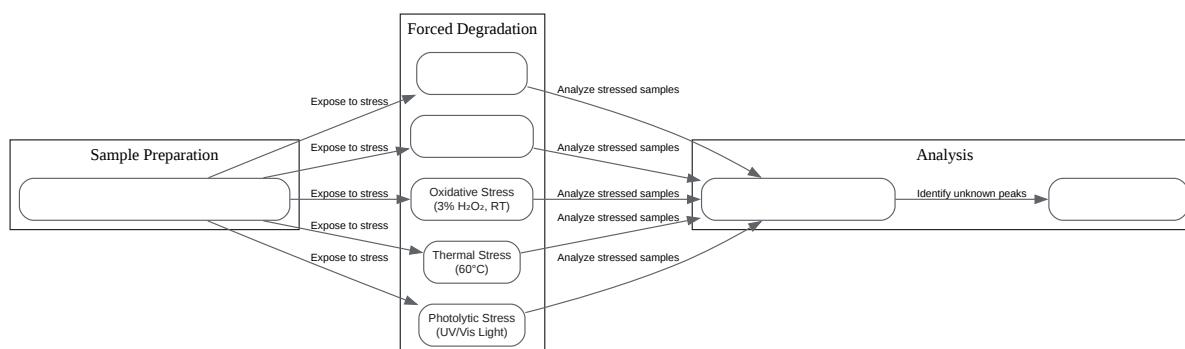 Forced Degradation
Analyze stressed samples
Expose to stress
Analyze stressed samples
Expose to stress
Sample Preparation
Analysis
Oxidative Stress
(3% H₂O₂, RT)
Expose to stress
Analyze stressed samples
Identify unknown peaks
Analyze stressed samples
Expose to stress
Thermal Stress
(60°C)
Expose to stress
Analyze stressed samples
Photolytic Stress
(UV/Vis Light)